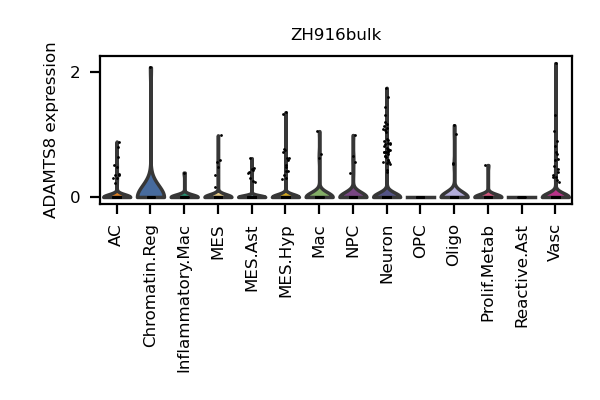 ZH916bulk
ADAMTS8 expression
2
0
AC
Chromatin.Reg
Inflammatory.Mac
MES
MES.Ast
MES.Hyp
Mac
NPC
Neuron
OPC
Oligo
Prolif.Metab
Reactive.Ast
Vasc